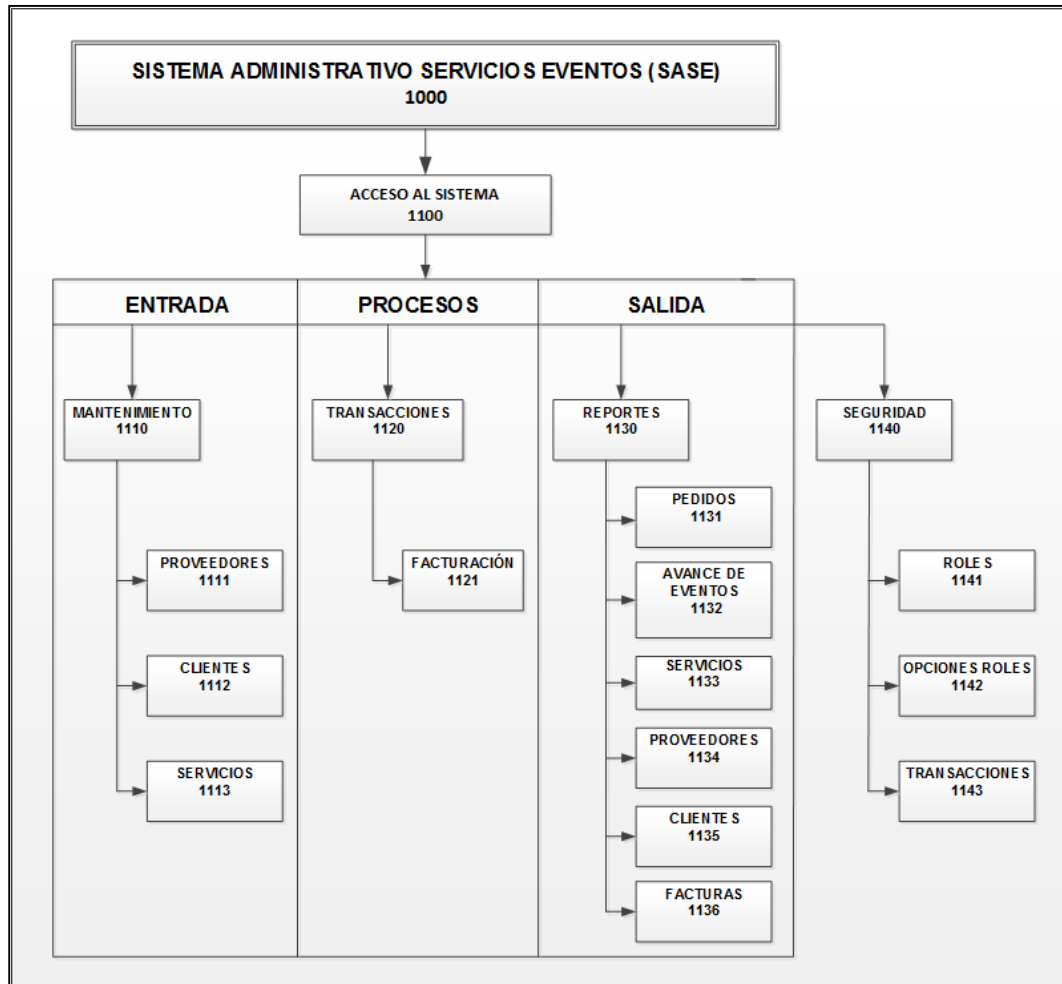 SISTEMA ADMINISTRATIVO SERVICIOS EVENTOS ( SASE)
1000
ACCESO AL SISTEMA
1100
ENTRADA
PROCESOS
SALIDA
MANTENIMIENTO
1110
TRANSACCIONES
1120
REPORTES
1130
SEGURIDAD
1140
PROVEEDORES
1111
CLIENTES
1112
SERVICIOS
1113
FACTURACIÓN
1121
PEDIDOS
1131
AVANCE DE
EVENTOS
1132
SERVICIOS
1133
PROVEEDORES
1134
CLIENTES
1135
FACTURAS
1136
ROLES
1141
OPCIONES ROLES
1142
TRANSACCIONES
1143